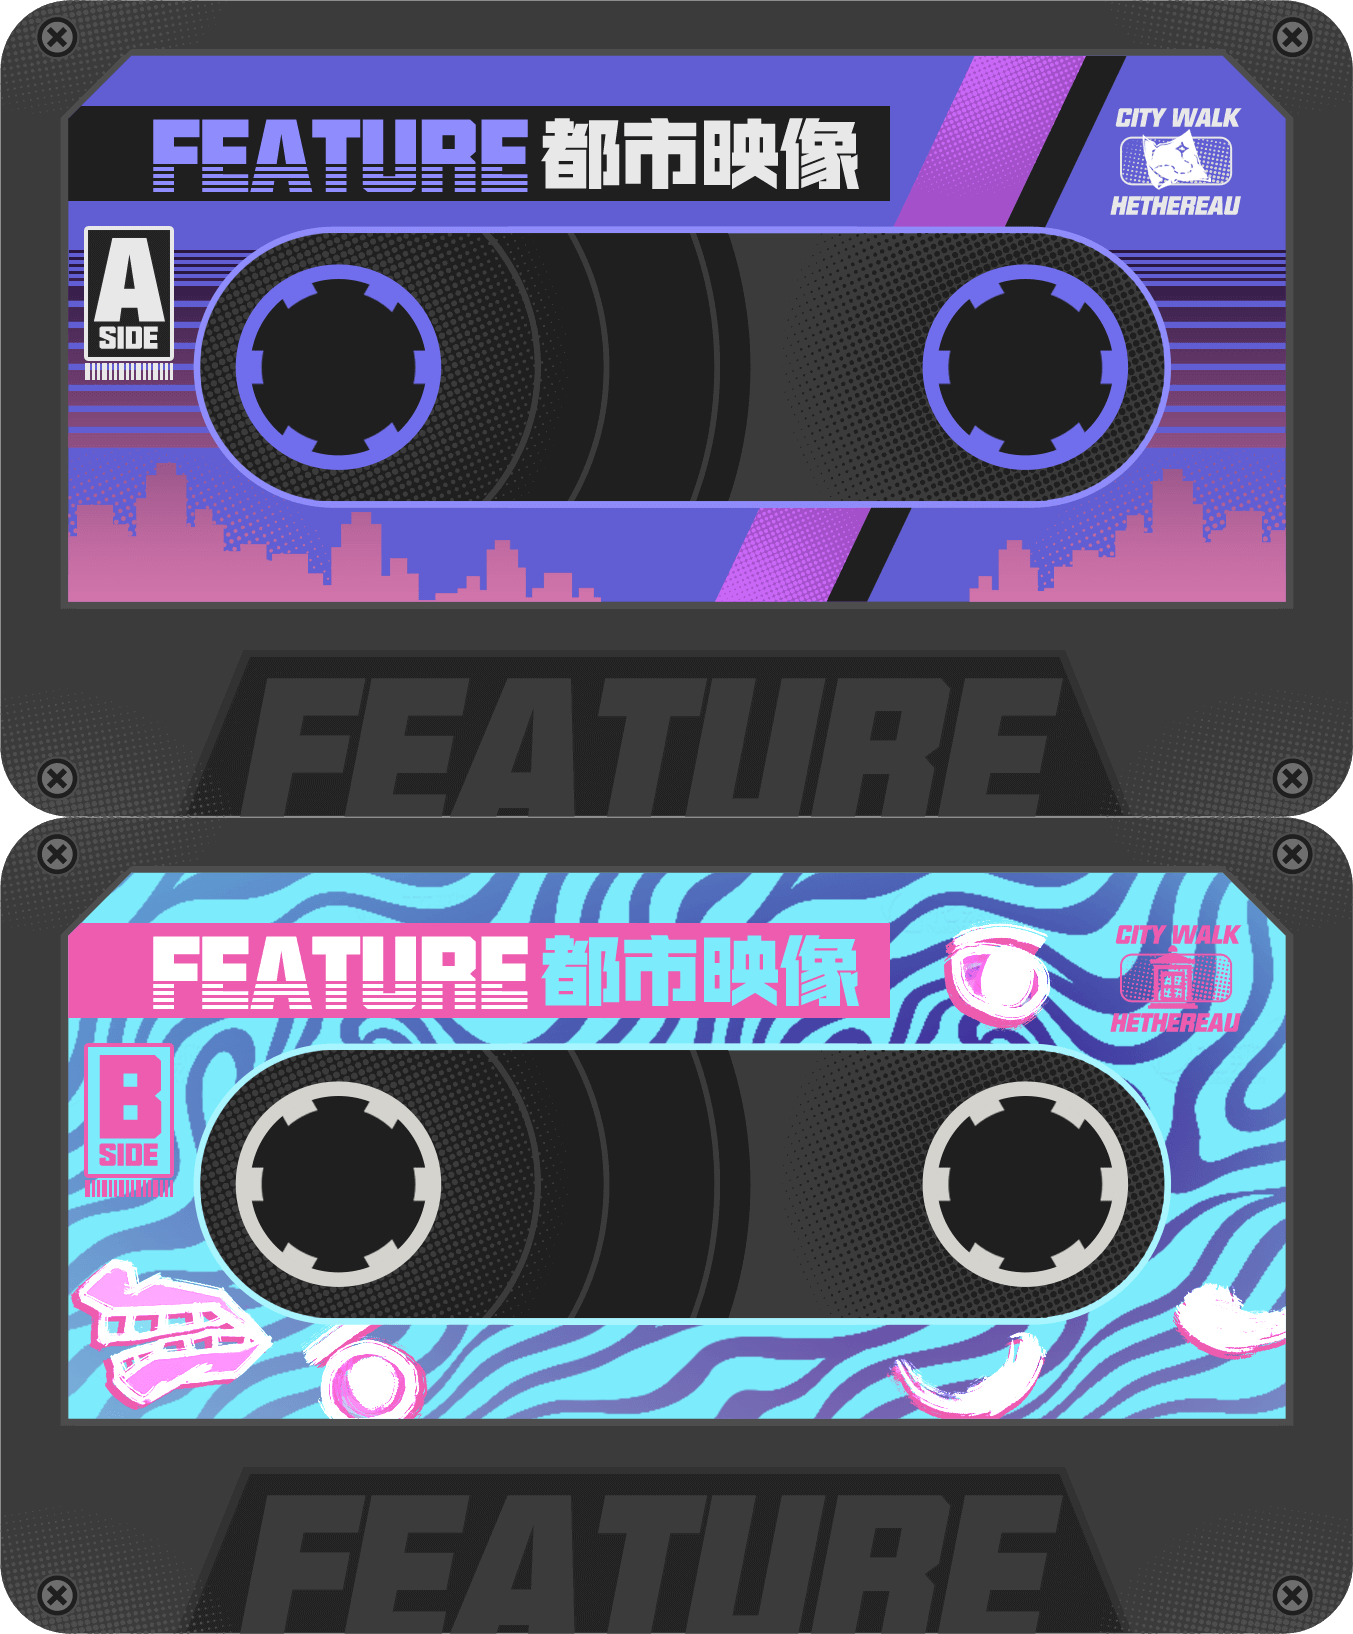 FEATURE 都市映像
CITY WALK
HETHEREAU
A
SIDE
FEATURE
FEATURE 都市映像
CITY WALK
HETHEREAU
B
SIDE
FEATURE